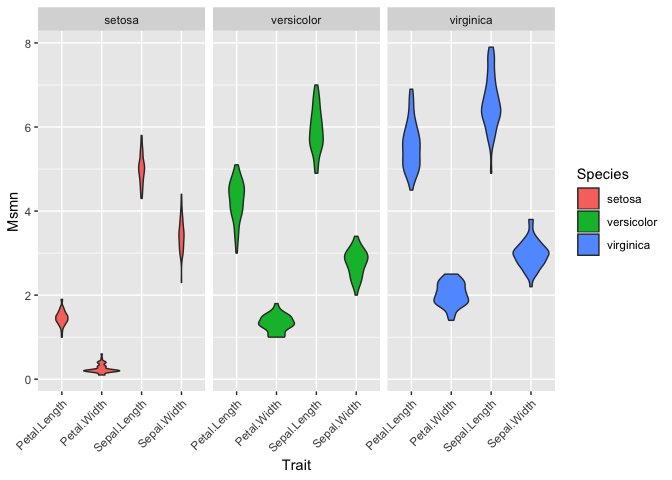 setosa
versicolor
virginica
8
6
4
2
0
Msmn
Petal.Length
Petal.Width
Sepal.Length
Sepal.Width
Petal.Length
Petal.Width
Sepal.Length
Sepal.Width
Petal.Length
Petal.Width
Sepal.Length
Sepal.Width
Trait
Species
setosa
versicolor
virginica